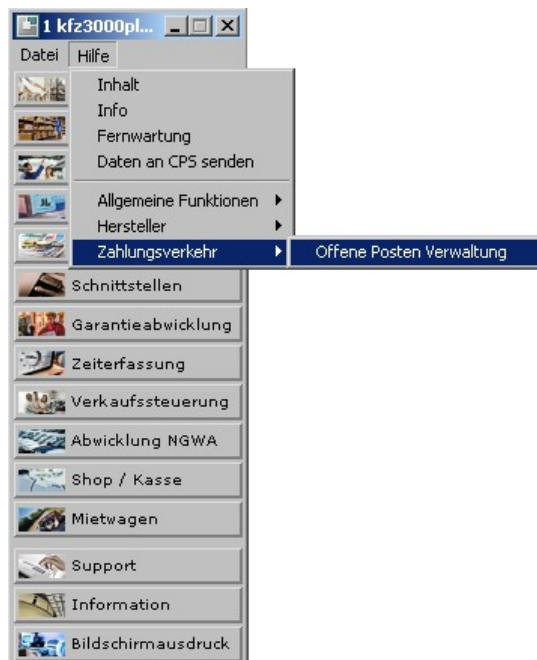 1 kfz3000pl...
Datei Hilfe
Inhalt
Info
Fernwartung
Daten an CPS senden
Allgemeine Funktionen
Hersteller
Zahlungsverkehr Offene Posten Verwaltung
Schnittstellen
Garantieabwicklung
Zeiterfassung
Verkaufssteuerung
Abwicklung NGWA
Shop / Kasse
Mietwagen
Support
Information
Bildschirmausdruck